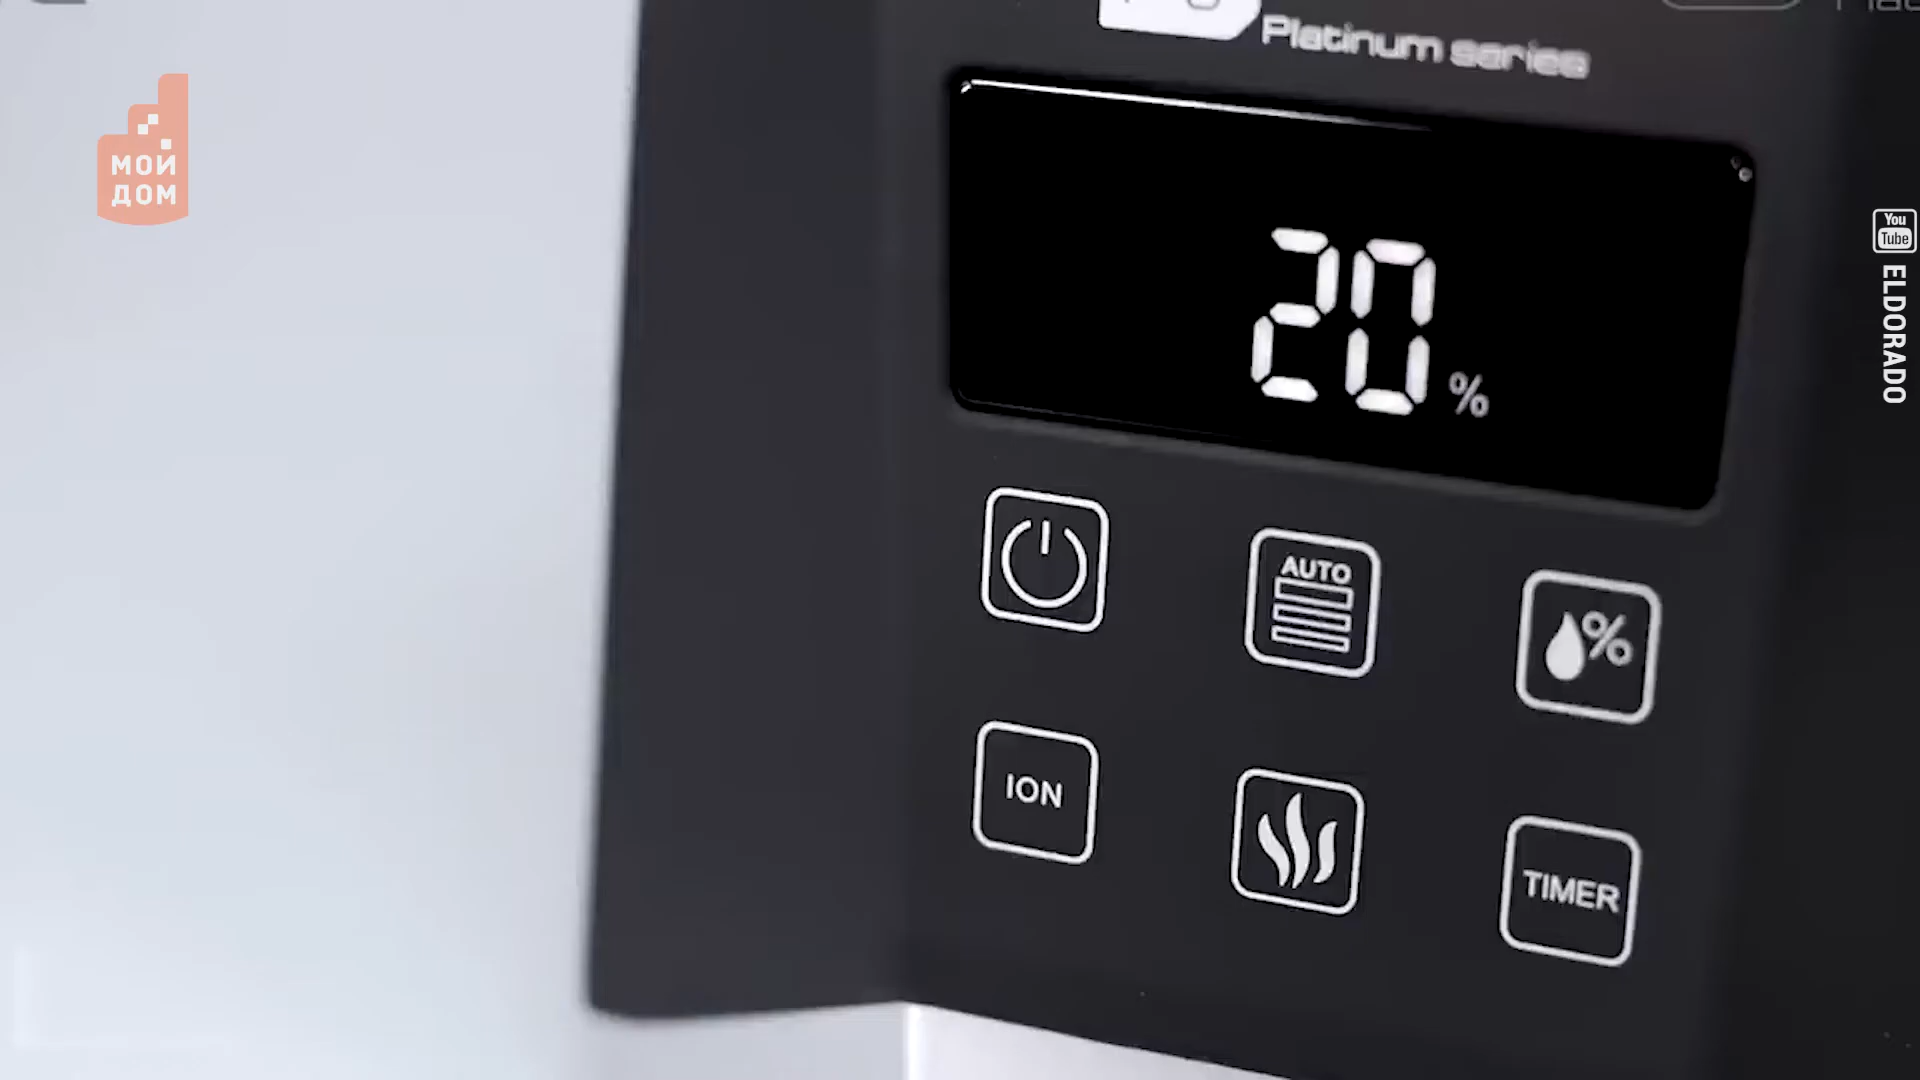 Platinum series
МОЙ
ДОМ
You
Tube
ELDORADO
20
%
AUTO
%
ION
TIMER